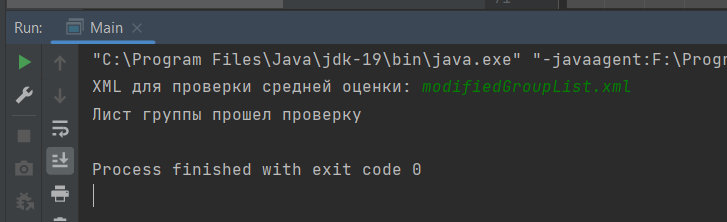 Run: Main
"C:\Program Files\Java\jdk-19\bin\java.exe" "-javaagent:F:\Prog
XML для проверки средней оценки: modifiedGroupList.xml
Лист группы прошел проверку
Process finished with exit code 0